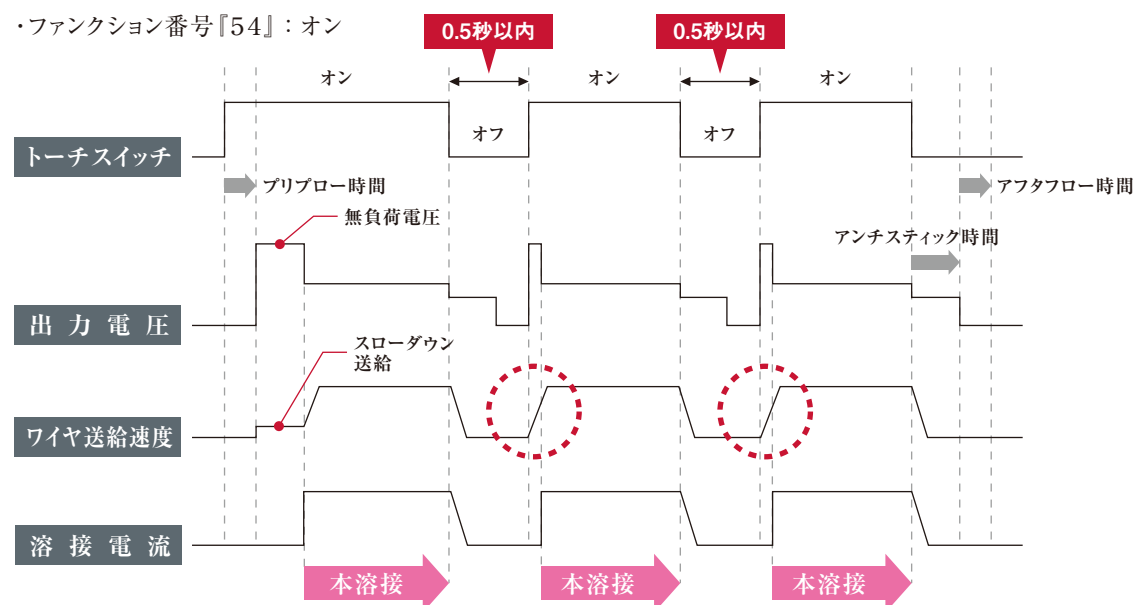 ・ファンクション番号『54』：オン
0.5秒以内
0.5秒以内
オン
オン
オン
オフ
オフ
トーチスイッチ
プリプロー時間
アフタフロー時間
無負荷電圧
アンチスティック時間
出力電圧
スローダウン
送給
ワイヤ送給速度
溶接電流
本溶接
本溶接
本溶接